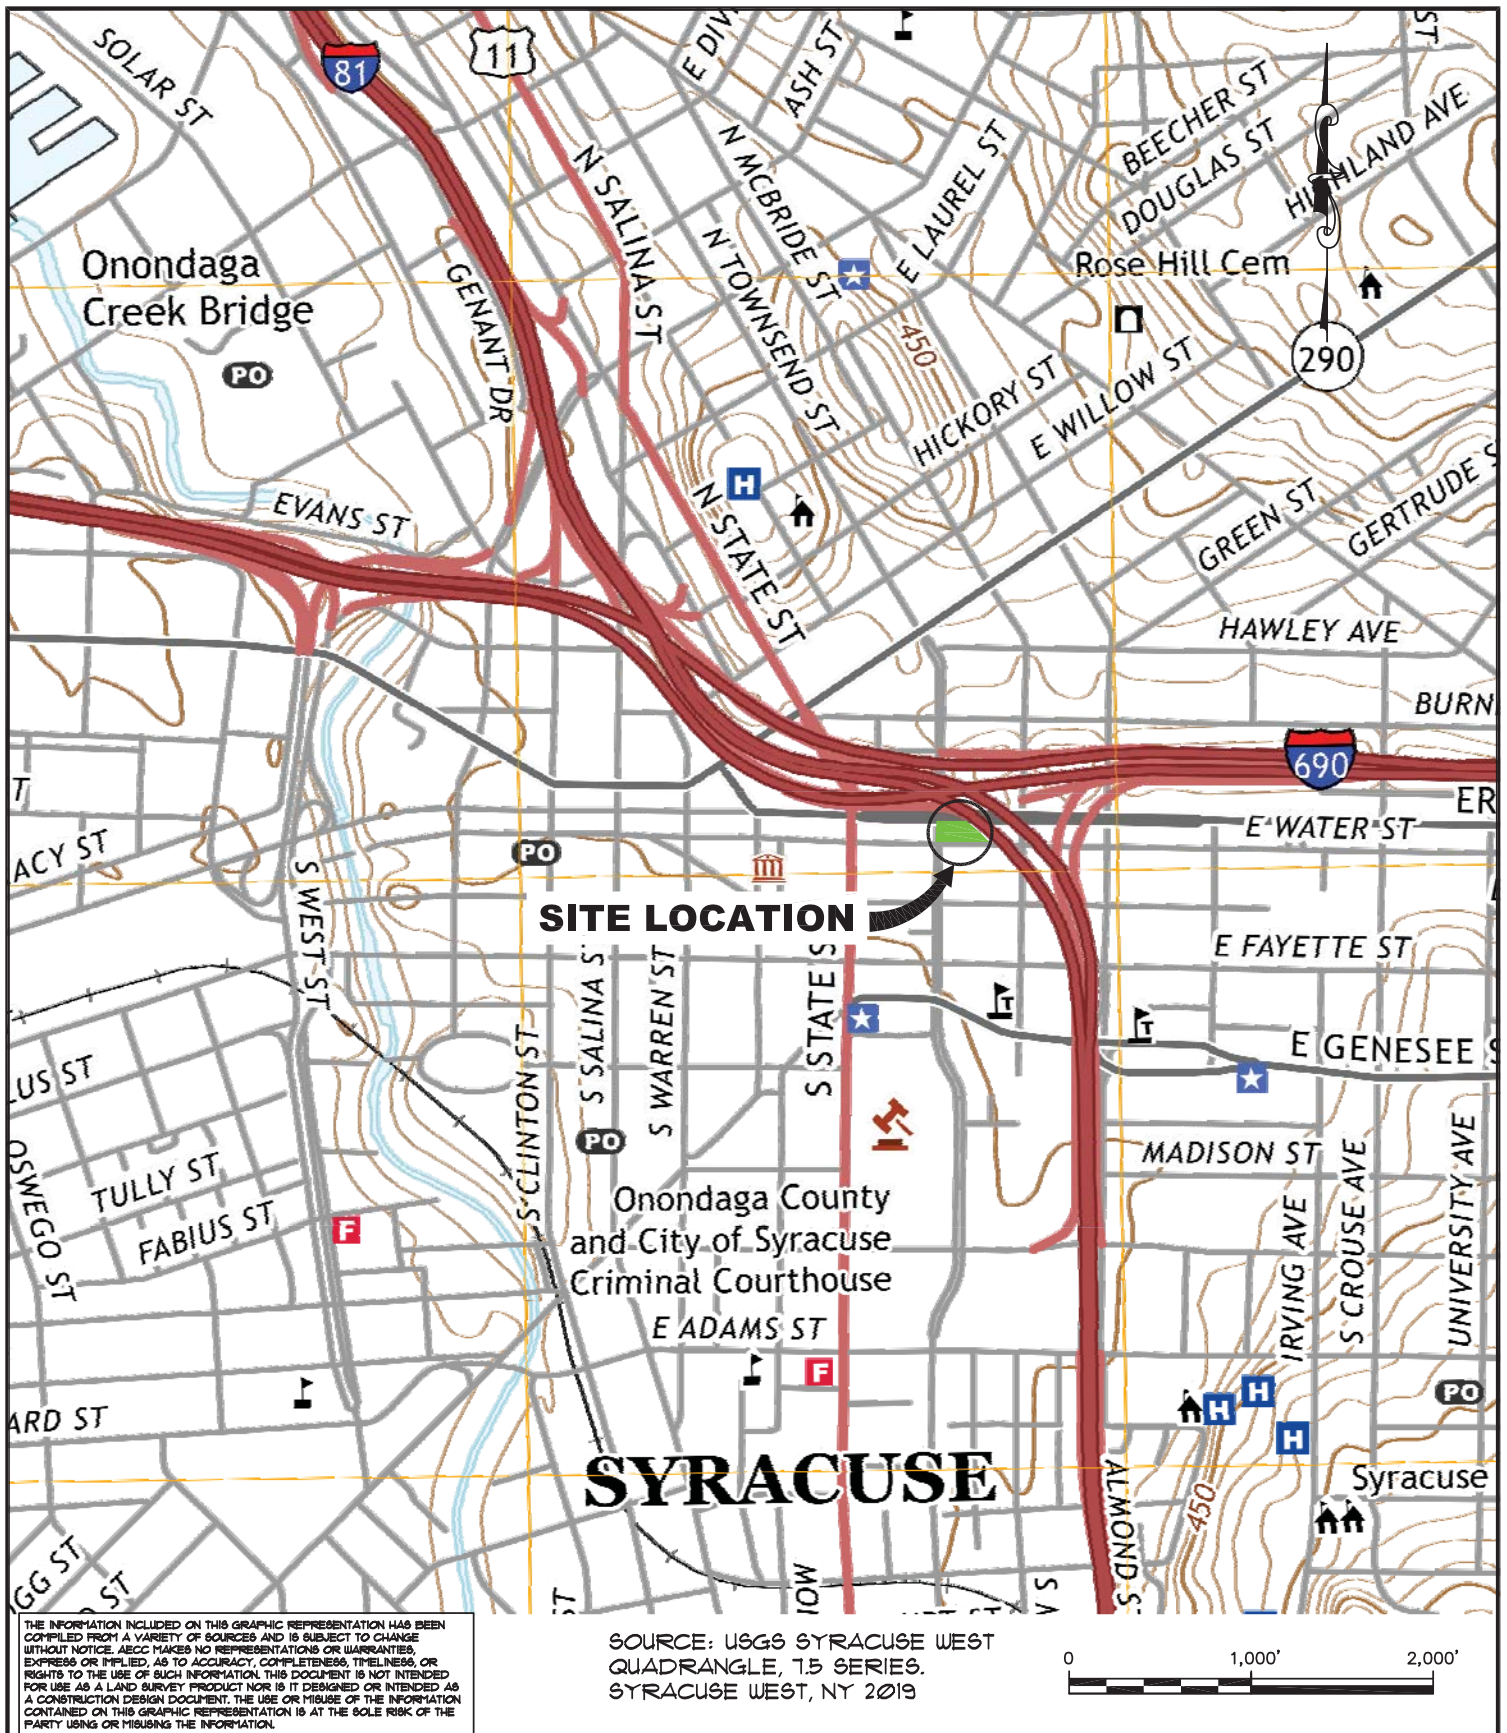 SOLAR ST
81
11
E DIV
ASH ST
ST
BEECHER ST
DOUGLAS ST
N MCBRIDE ST
E LAUREL ST
N SALINA ST
N TOWNSEND ST
Onondaga
Creek Bridge
GENANT DR
Rose Hill Cem
290
PO
450
HICKORY ST
E WILLOW ST
H
N STATE ST
EVANS ST
GREEN ST
GERTRUDE S
HAWLEY AVE
BURN
690
ER
T
E WATER ST
ACY ST
PO
S WEST ST
SITE LOCATION
E FAYETTE ST
S SALINA ST
S WARREN ST
S STATE S
T
T
E GENESEE S
LUS ST
S CLINTON ST
PO
OSWEGO ST
TULLY ST
FABIUS ST
F
MADISON ST
IRVING AVE
S CROUSE AVE
UNIVERSITY AVE
Onondaga County
and City of Syracuse
Criminal Courthouse
E ADAMS ST
F
ARD ST
H
H
H
PO
SYRACUSE
Syracuse
450
ALMOND S
IGG ST
ST
ST
THE INFORMATION INCLUDED ON THIS GRAPHIC REPRESENTATION HAS BEEN
COMPILED FROM A VARIETY OF SOURCES AND IS SUBJECT TO CHANGE
WITHOUT NOTICE. AECC MAKES NO REPRESENTATIONS OR WARRANTIES,
EXPRESS OR IMPLIED, AS TO ACCURACY, COMPLETENESS, TIMELINESS, OR
RIGHTS TO THE USE OF SUCH INFORMATION. THIS DOCUMENT IS NOT INTENDED
FOR USE AS A LAND SURVEY PRODUCT NOR IS IT DESIGNED OR INTENDED AS
A CONSTRUCTION DESIGN DOCUMENT. THE USE OR MISUSE OF THE INFORMATION
CONTAINED ON THIS GRAPHIC REPRESENTATION IS AT THE SOLE RISK OF THE
PARTY USING OR MISUSING THE INFORMATION.
SOURCE: USGS SYRACUSE WEST
QUADRANGLE, 7.5 SERIES.
SYRACUSE WEST, NY 2019
0 1,000' 2,000'